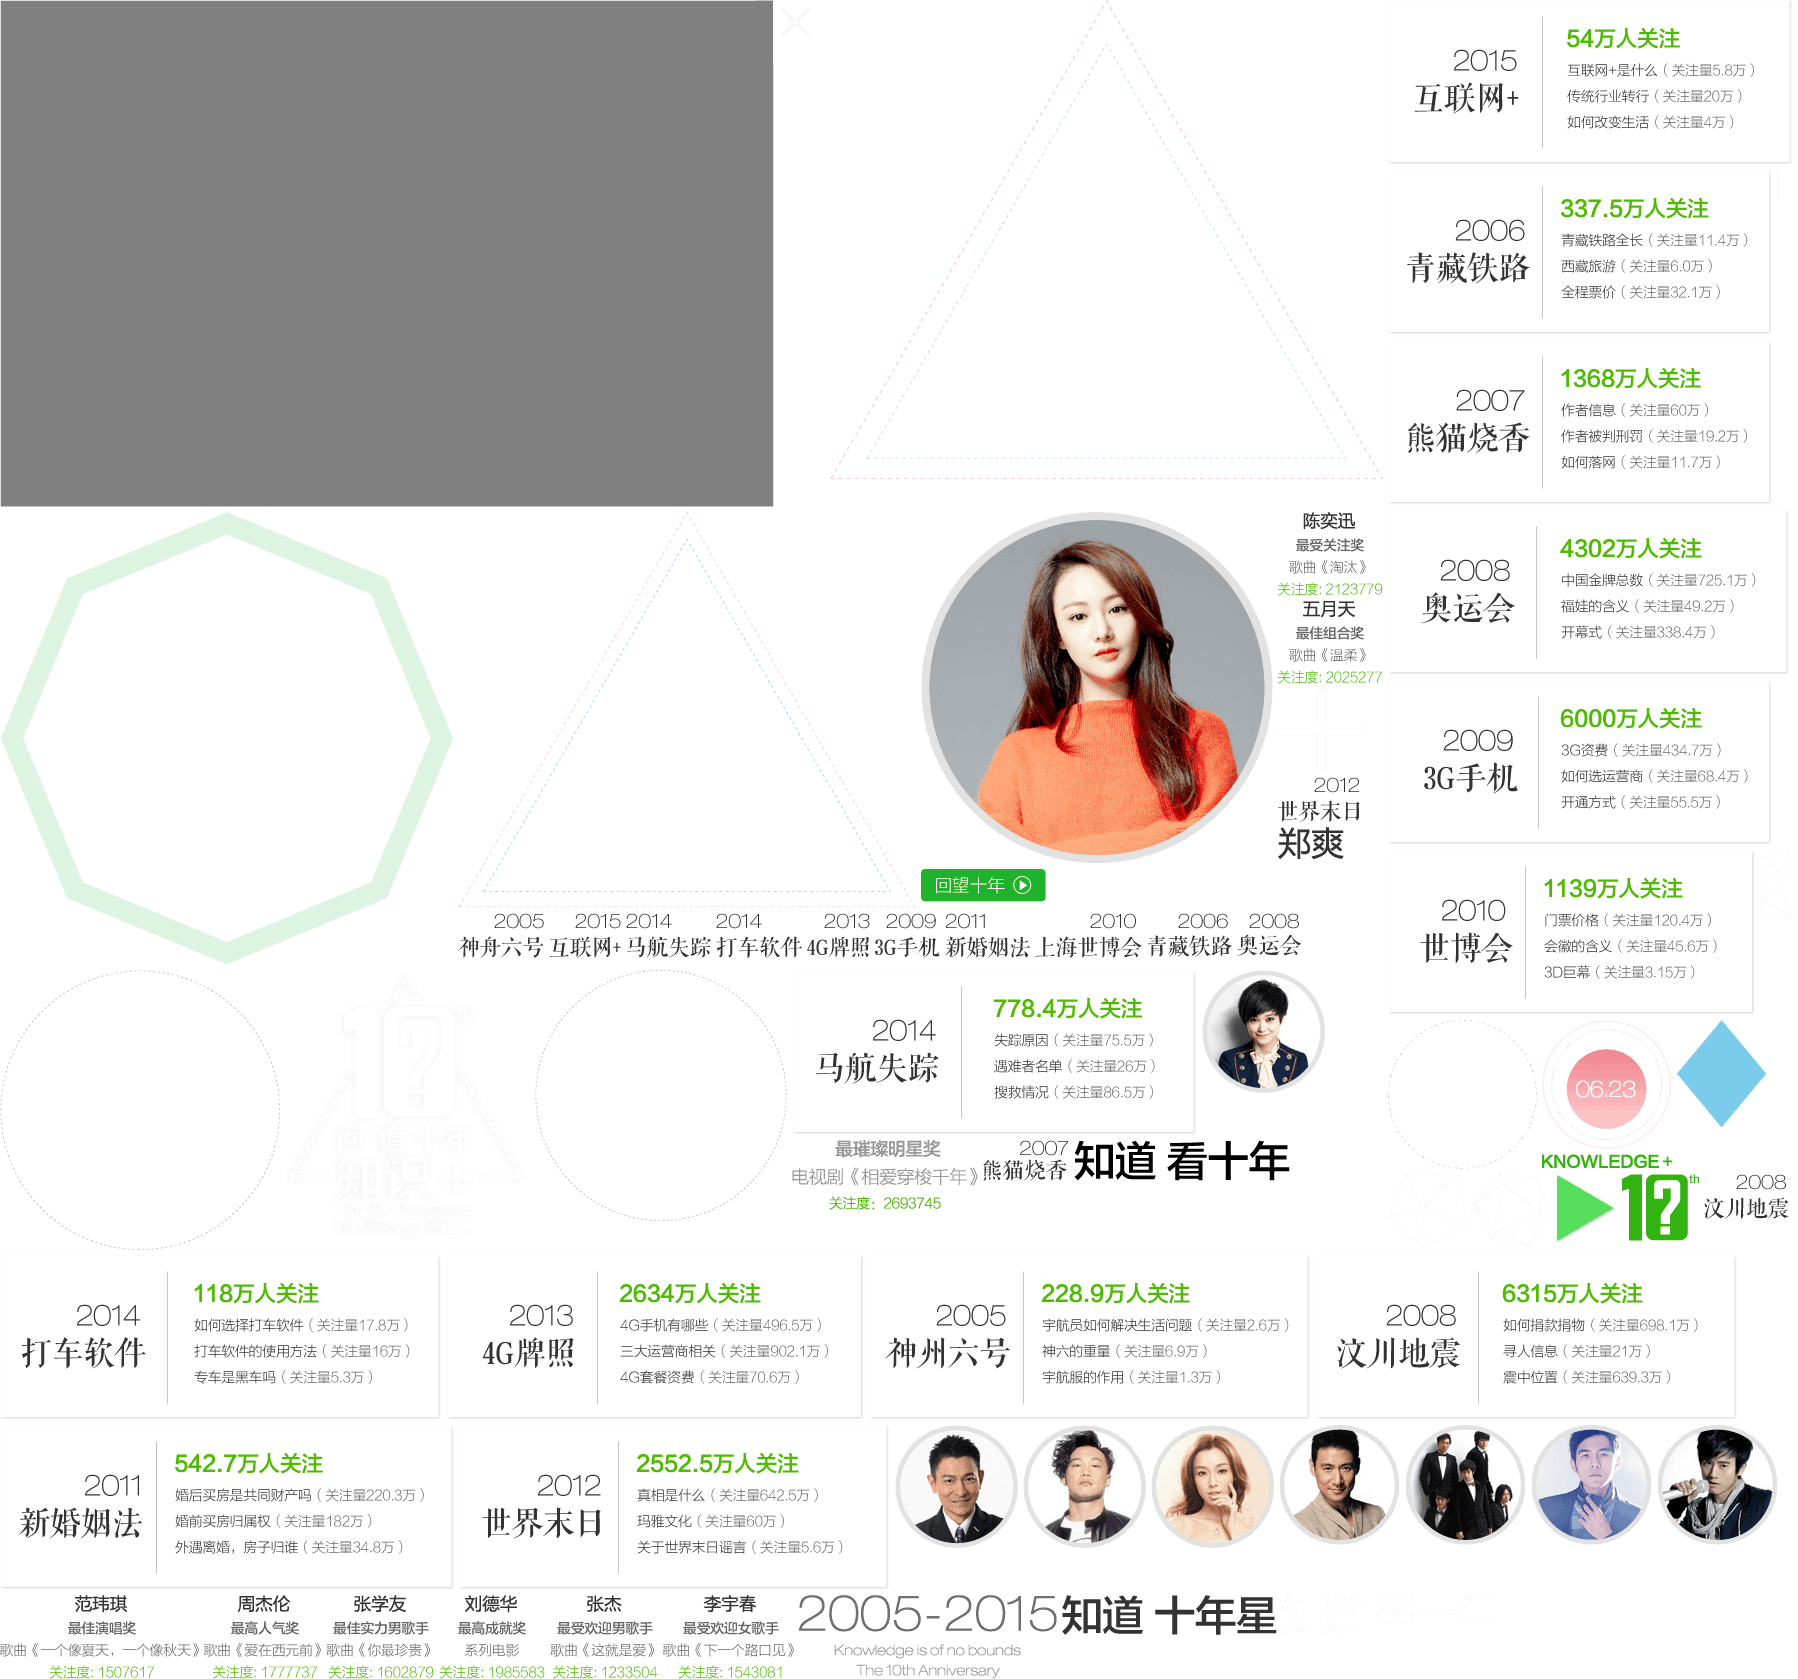 54万人关注
2015
互联网+
互联网+是什么（关注量5.8万）
传统行业转行（关注量20万）
如何改变生活（关注量4万）
337.5万人关注
2006
青藏铁路
青藏铁路全长（关注量11.4万）
西藏旅游（关注量6.0万）
全程票价（关注量32.1万）
1368万人关注
2007
熊猫烧香
作者信息（关注量60万）
作者被判刑罚（关注量19.2万）
如何落网（关注量11.7万）
陈奕迅
最受关注奖
歌曲《淘汰》
关注度: 2123779
五月天
最佳组合奖
歌曲《温柔》
关注度: 2025277
4302万人关注
2008
奥运会
中国金牌总数（关注量725.1万）
福娃的含义（关注量49.2万）
开幕式（关注量338.4万）
6000万人关注
2009
3G手机
3G资费（关注量434.7万）
如何选运营商（关注量68.4万）
开通方式（关注量55.5万）
2012
世界末日
郑爽
回望十年
2005 2015 2014 2014 2013 2009 2011 2010 2006 2008
神舟六号 互联网+ 马航失踪 打车软件 4G牌照 3G手机 新婚姻法 上海世博会 青藏铁路 奥运会
1139万人关注
2010
世博会
门票价格（关注量120.4万）
会徽的含义（关注量45.6万）
3D巨幕（关注量3.15万）
10th
问·道十年
知识+
778.4万人关注
2014
马航失踪
失踪原因（关注量75.5万）
遇难者名单（关注量26万）
搜救情况（关注量86.5万）
06.23
最璀璨明星奖
电视剧《相爱穿梭千年》
关注度: 2693745
2007
熊猫烧香
知道 看十年
KNOWLEDGE+
10th
2008
汶川地震
118万人关注
2014
打车软件
如何选择打车软件（关注量17.8万）
打车软件的使用方法（关注量16万）
专车是黑车吗（关注量5.3万）
2634万人关注
2013
4G牌照
4G手机有哪些（关注量496.5万）
三大运营商相关（关注量902.1万）
4G套餐资费（关注量70.6万）
228.9万人关注
2005
神州六号
宇航员如何解决生活问题（关注量2.6万）
神六的重量（关注量6.9万）
宇航服的作用（关注量1.3万）
6315万人关注
2008
汶川地震
如何捐款捐物（关注量698.1万）
寻人信息（关注量21万）
震中位置（关注量639.3万）
542.7万人关注
2011
新婚姻法
婚后买房是共同财产吗（关注量220.3万）
婚前买房归属权（关注量182万）
外遇离婚，房子归谁（关注量34.8万）
2552.5万人关注
2012
世界末日
真相是什么（关注量642.5万）
玛雅文化（关注量60万）
关于世界末日谣言（关注量5.6万）
范玮琪
最佳演唱奖
歌曲《一个像夏天，一个像秋天》
关注度: 1507617
周杰伦
最高人气奖
歌曲《爱在西元前》
关注度: 1777737
张学友
最佳实力男歌手
歌曲《你最珍贵》
关注度: 1602879
刘德华
最高成就奖
系列电影
关注度: 1985583
张杰
最受欢迎男歌手
歌曲《这就是爱》
关注度: 1233504
李宇春
最受欢迎女歌手
歌曲《下一个路口见》
关注度: 1543081
2005-2015
Knowledge is of no bounds
The 10th Anniversary
知道 十年星